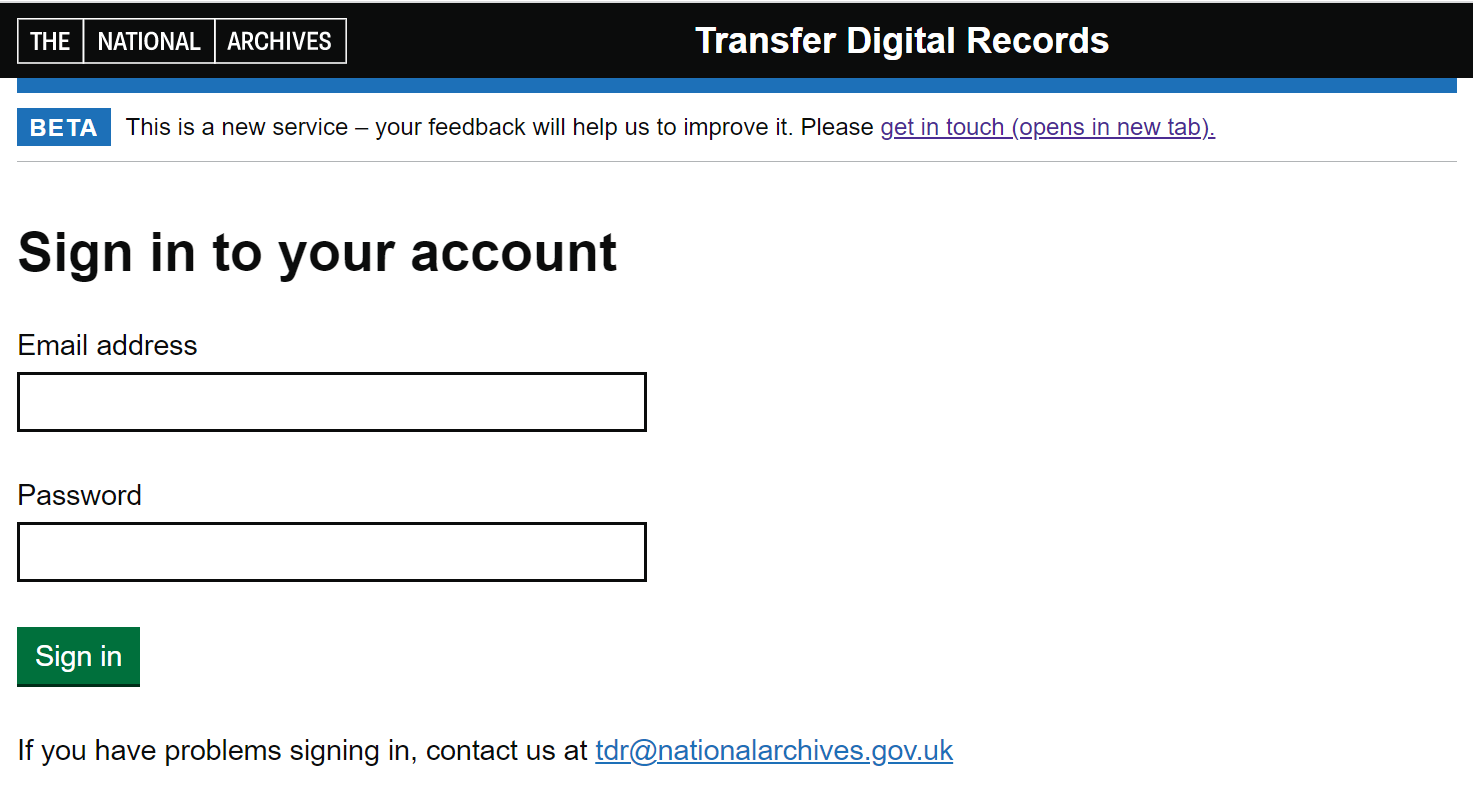 THE NATIONAL ARCHIVES
Transfer Digital Records
BETA This is a new service – your feedback will help us to improve it. Please get in touch (opens in new tab).
Sign in to your account
Email address
Password
Sign in
If you have problems signing in, contact us at tdr@nationalarchives.gov.uk